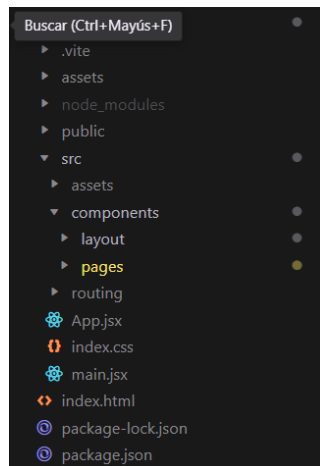 Buscar (Ctrl+Mayús+F)
.vite
assets
node_modules
public
src
assets
components
layout
pages
routing
App.jsx
index.css
main.jsx
index.html
package-lock.json
package.json